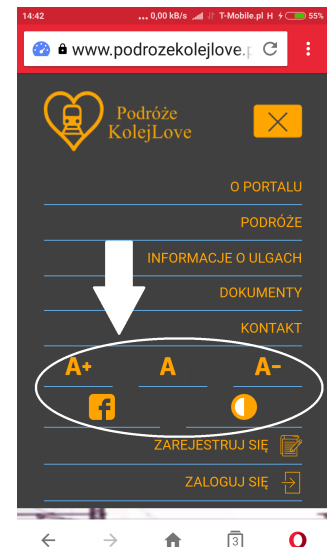 14:42 ... 0,00 kB/s T-Mobile.pl H 55%
www.podrozekolejlove.p
Podróże
KolejLove
O PORTALU
PODRÓŻE
INFORMACJE O ULGACH
DOKUMENTY
KONTAKT
A+ A A-
ZAREJESTRUJ SIĘ
ZALOGUJ SIĘ
3